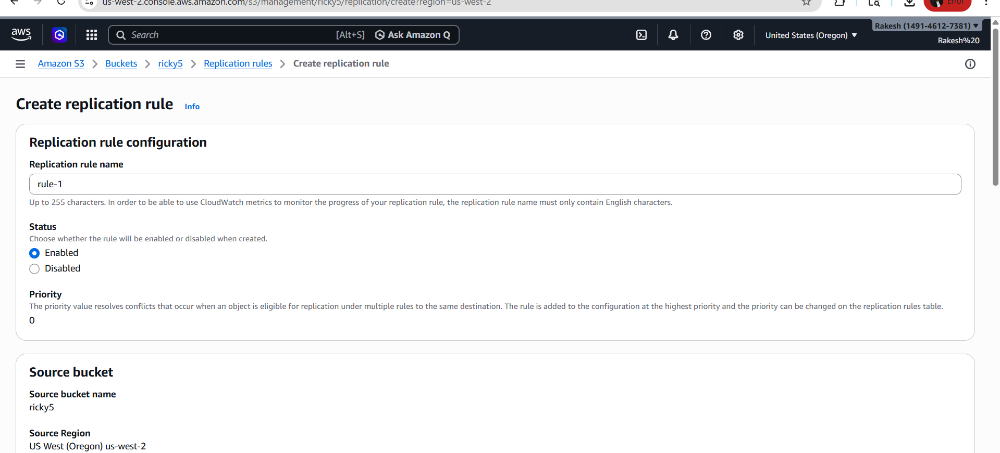 us-west-2.console.aws.amazon.com/s3/management/ricky5/replication/create?region=us-west-2
Error
aws
Search
[Alt+S]
Ask Amazon Q
United States (Oregon)
Rakesh (1491-4612-7381)
Rakesh%20
Amazon S3
Buckets
ricky5
Replication rules
Create replication rule
Create replication rule
Info
Replication rule configuration
Replication rule name
rule-1
Up to 255 characters. In order to be able to use CloudWatch metrics to monitor the progress of your replication rule, the replication rule name must only contain English characters.
Status
Choose whether the rule will be enabled or disabled when created.
Enabled
Disabled
Priority
The priority value resolves conflicts that occur when an object is eligible for replication under multiple rules to the same destination. The rule is added to the configuration at the highest priority and the priority can be changed on the replication rules table.
0
Source bucket
Source bucket name
ricky5
Source Region
US West (Oregon) us-west-2